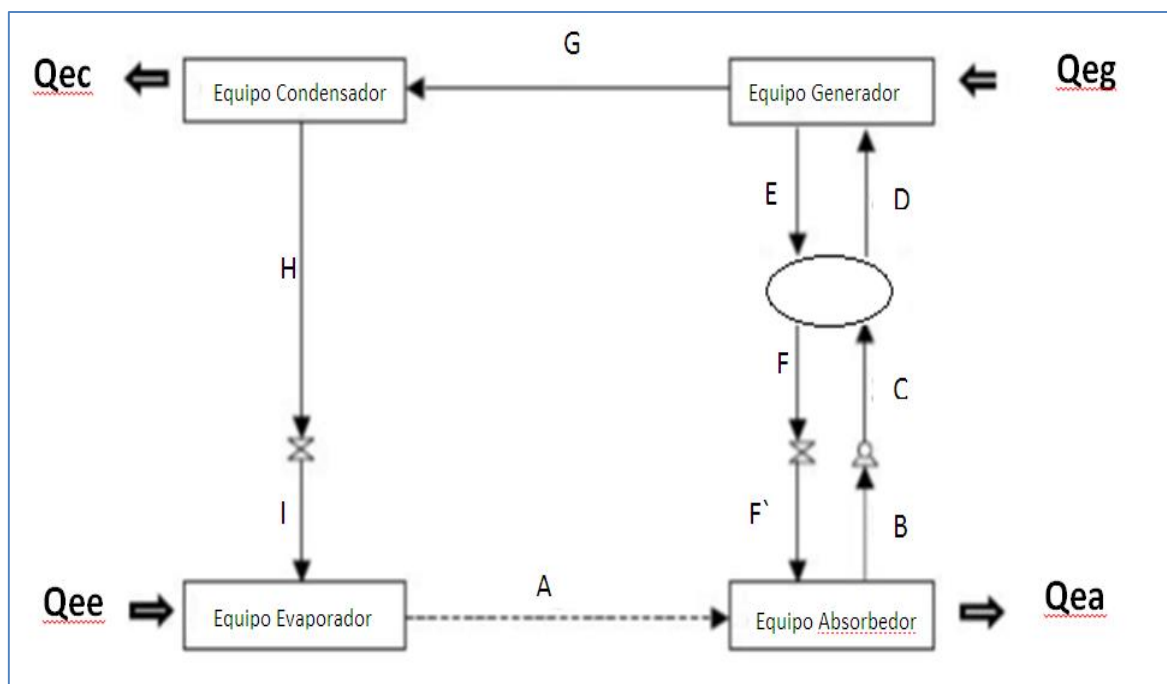 G
Qec
Equipo Condensador
Equipo Generador
Qeg
E
D
H
F
C
I
F`
B
Qee
Equipo Evaporador
A
Equipo Absorbedor
Qea